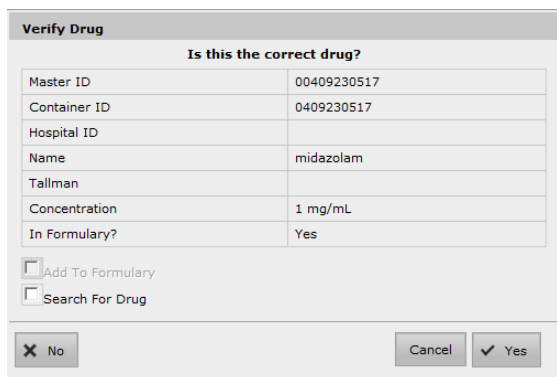 Verify Drug
Is this the correct drug?
Master ID 00409230517
Container ID 0409230517
Hospital ID
Name midazolam
Tallman
Concentration 1 mg/mL
In Formulary? Yes
Add To Formulary
Search For Drug
No Cancel Yes